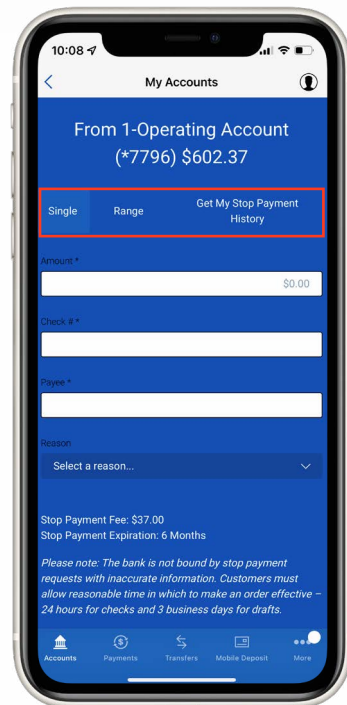 10:08
My Accounts
From 1-Operating Account
(*7796) $602.37
Single
Range
Get My Stop Payment
History
Amount *
$0.00
Check # *
Payee *
Reason
Select a reason...
Stop Payment Fee: $37.00
Stop Payment Expiration: 6 Months
Please note: The bank is not bound by stop payment
requests with inaccurate information. Customers must
allow reasonable time in which to make an order effective –
24 hours for checks and 3 business days for drafts.
Accounts
Payments
Transfers
Mobile Deposit
More